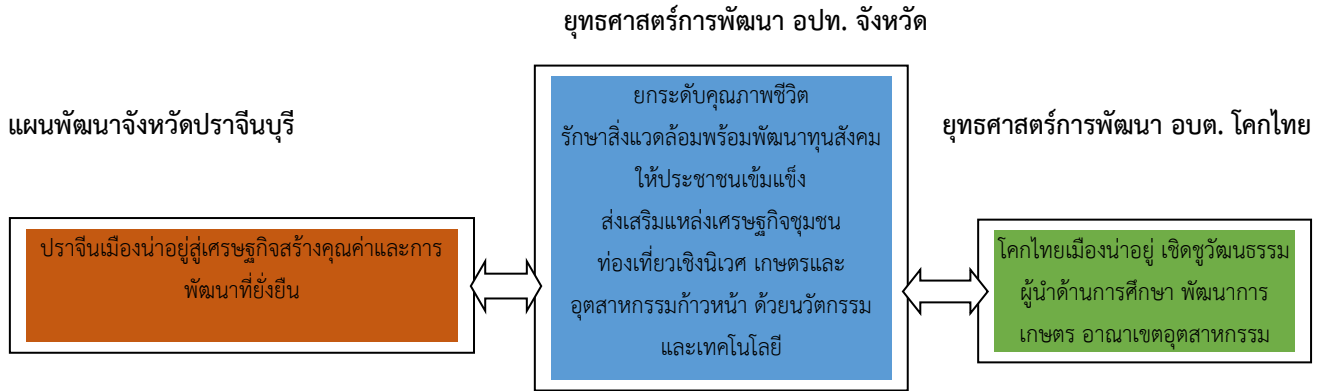 ยุทธศาสตร์การพัฒนา อปท. จังหวัด
แผนพัฒนาจังหวัดปราจีนบุรี
ยุทธศาสตร์การพัฒนา อบต. โคกไทย
ปราจีนเมืองน่าอยู่สู่เศรษฐกิจสร้างคุณค่าและการ
พัฒนาที่ยั่งยืน
ยกระดับคุณภาพชีวิต
รักษาสิ่งแวดล้อมพร้อมพัฒนาทุนสังคม
ให้ประชาชนเข้มแข็ง
ส่งเสริมแหล่งเศรษฐกิจชุมชน
ท่องเที่ยวเชิงนิเวศ เกษตรและ
อุตสาหกรรมก้าวหน้า ด้วยนวัตกรรม
และเทคโนโลยี
โคกไทยเมืองน่าอยู่ เชิดชูวัฒนธรรม
ผู้นำด้านการศึกษา พัฒนาการ
เกษตร อาณาเขตอุตสาหกรรม